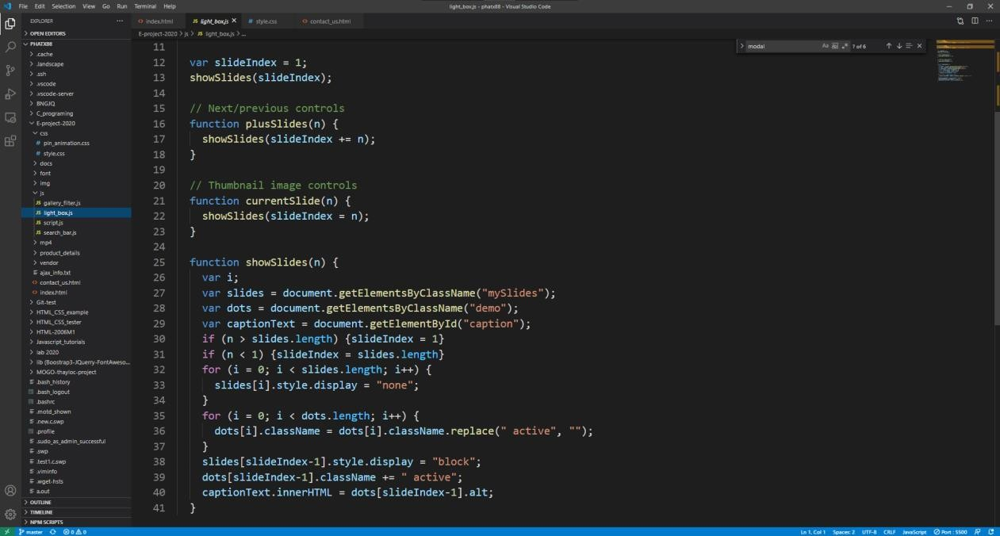 File Edit Selection View Go Run Terminal Help
light_box.js - phatx88 - Visual Studio Code
EXPLORER
OPEN EDITORS
PHATX88
.cache
.landscape
.ssh
.vscode
.vscode-server
BNGJQ
C_programing
E-project-2020
css
pin_animation.css
style.css
docs
font
img
js
gallery_filter.js
light_box.js
script.js
search_bar.js
mp4
product_details
vendor
ajax_info.txt
contact_us.html
index.html
Git-test
HTML_CSS_example
HTML_CSS_tester
HTML-2006M1
Javascript_tutorials
lab 2020
lib (Boostrap3-JQuerry-FontAweso...
MOGO-thayloc-project
.bash_history
.bash_logout
.bashrc
.motd_shown
.new.c.swp
.profile
.sudo_as_admin_successful
.swp
.test1.c.swp
.viminfo
.wget-hsts
a.out
OUTLINE
TIMELINE
NPM SCRIPTS
index.html JS light_box.js style.css contact_us.html
E-project-2020 > js > JS light_box.js > ...
modal Aa ? of 6
11
12 var slideIndex = 1;
13 showSlides(slideIndex);
14
15 // Next/previous controls
16 function plusSlides(n) {
17 showSlides(slideIndex += n);
18 }
19
20 // Thumbnail image controls
21 function currentSlide(n) {
22 showSlides(slideIndex = n);
23 }
24
25 function showSlides(n) {
26 var i;
27 var slides = document.getElementsByClassName("mySlides");
28 var dots = document.getElementsByClassName("demo");
29 var captionText = document.getElementById("caption");
30 if (n > slides.length) {slideIndex = 1}
31 if (n < 1) {slideIndex = slides.length}
32 for (i = 0; i < slides.length; i++) {
33 slides[i].style.display = "none";
34 }
35 for (i = 0; i < dots.length; i++) {
36 dots[i].className = dots[i].className.replace(" active", "");
37 }
38 slides[slideIndex-1].style.display = "block";
39 dots[slideIndex-1].className += " active";
40 captionText.innerHTML = dots[slideIndex-1].alt;
41 }
master 0 0 Ln 1, Col 1 Spaces: 2 UTF-8 CRLF JavaScript Port : 5500